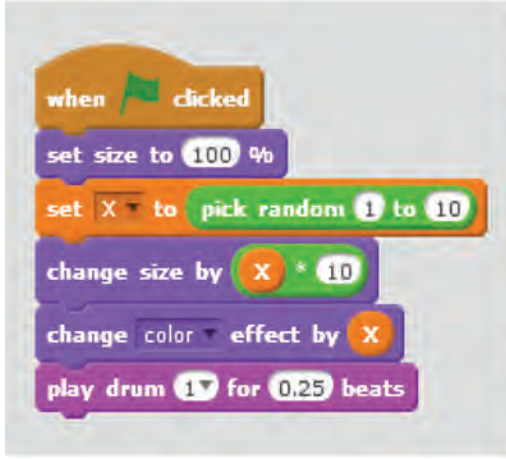 when clicked
set size to 100 %
set X to pick random 1 to 10
change size by X * 10
change color effect by X
play drum 1 for 0.25 beats